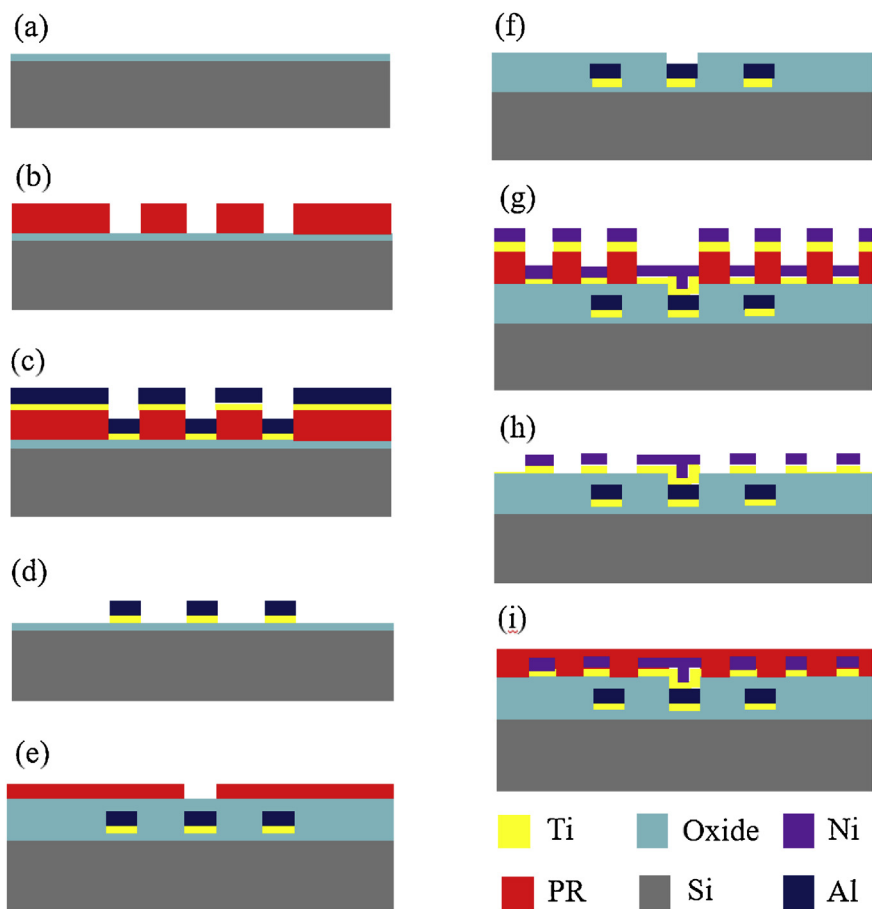 (a)
(b)
(c)
(d)
(e)
(f)
(g)
(h)
(i)
Ti Oxide Ni
PR Si Al